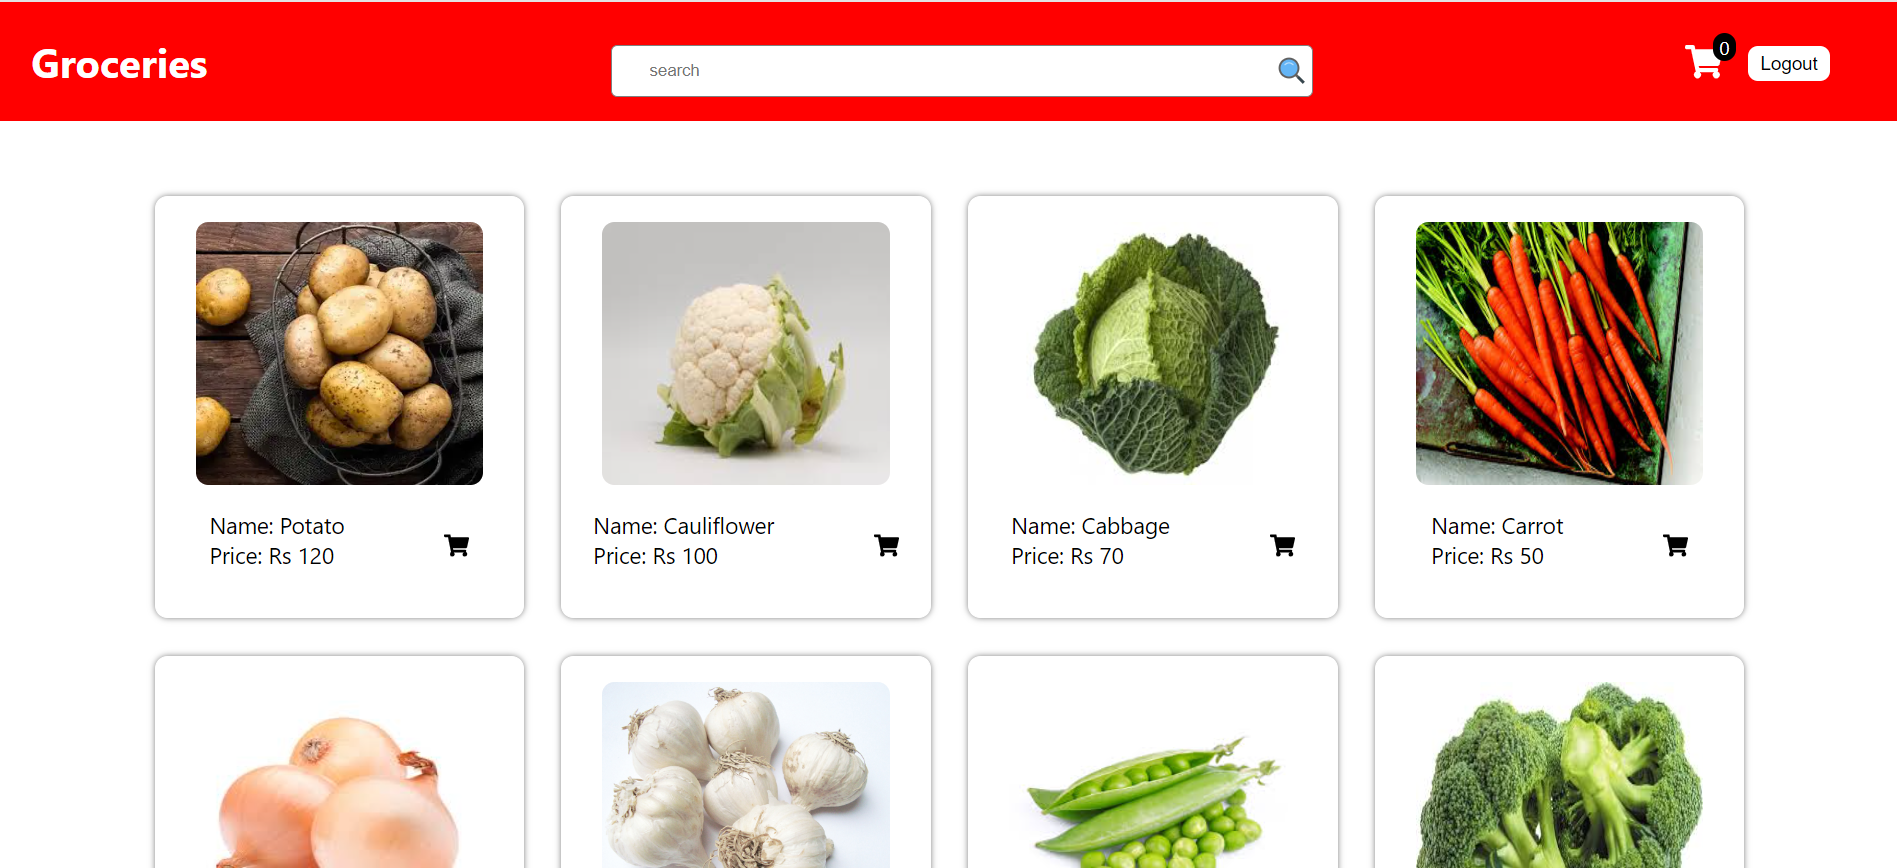 Groceries
search
0
Logout
Name: Potato
Price: Rs 120
Name: Cauliflower
Price: Rs 100
Name: Cabbage
Price: Rs 70
Name: Carrot
Price: Rs 50